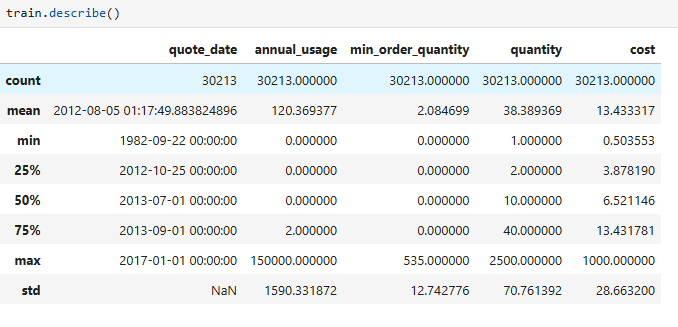 train.describe()
quote_date annual_usage min_order_quantity quantity cost
count 30213 30213.000000 30213.000000 30213.000000 30213.000000
mean 2012-08-05 01:17:49.883824896 120.369377 2.084699 38.389369 13.433317
min 1982-09-22 00:00:00 0.000000 0.000000 1.000000 0.503553
25% 2012-10-25 00:00:00 0.000000 0.000000 2.000000 3.878190
50% 2013-07-01 00:00:00 0.000000 0.000000 10.000000 6.521146
75% 2013-09-01 00:00:00 2.000000 0.000000 40.000000 13.431781
max 2017-01-01 00:00:00 150000.000000 535.000000 2500.000000 1000.000000
std NaN 1590.331872 12.742776 70.761392 28.663200